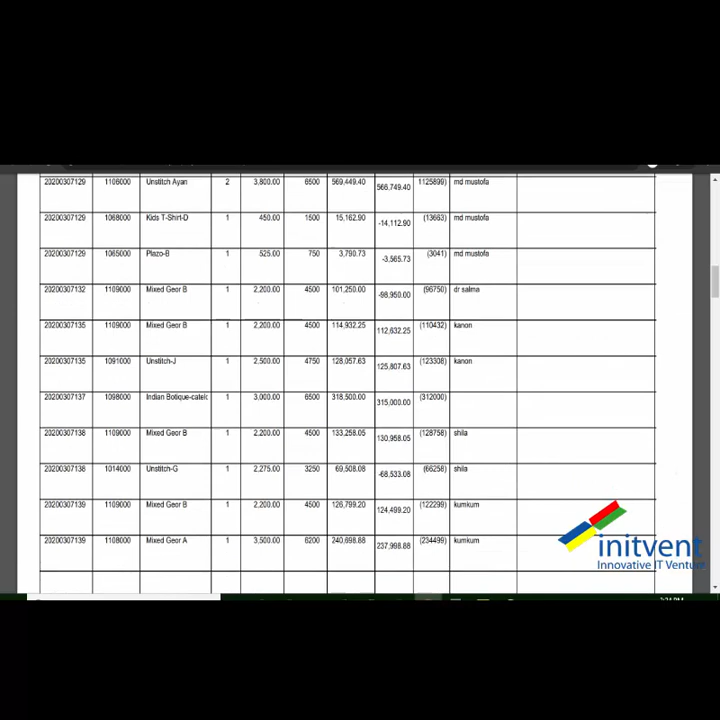 20200307129 1106000 Unstitch Ayan 2 3,800.00 6500 569,449.40 566,749.40 1125899) md mustofa
20200307129 1068000 Kids T-Shirt-D 1 450.00 1500 15,162.90 -14,112.90 (13663) md mustofa
20200307129 1065000 Plazo-B 1 525.00 750 3,790.73 -3,565.73 (3041) md mustofa
20200307132 1109000 Mixed Geor B 1 2,200.00 4500 101,250.00 -98,950.00 (96750) dr salma
20200307135 1109000 Mixed Geor B 1 2,200.00 4500 114,932.25 112,632.25 (110432) kanon
20200307135 1091000 Unstitch-J 1 2,500.00 4750 128,057.63 125,807.63 (123308) kanon
20200307137 1098000 Indian Botique-catelc 1 3,000.00 6500 318,500.00 315,000.00 (312000)
20200307138 1109000 Mixed Geor B 1 2,200.00 4500 133,258.05 130,958.05 (128758) shila
20200307138 1014000 Unstitch-G 1 2,275.00 3250 69,508.08 -68,533.08 (66258) shila
20200307139 1109000 Mixed Geor B 1 2,200.00 4500 126,799.20 124,499.20 (122299) kumkum
20200307139 1108000 Mixed Geor A 1 3,500.00 6200 240,698.88 237,998.88 (234499) kumkum
initvent
Innovative IT Venture